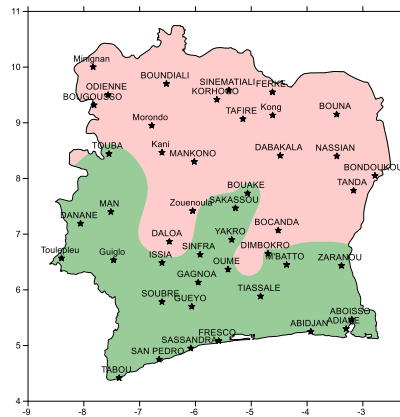 11
10
9
8
7
6
5
4
-9
-8
-7
-6
-5
-4
-3
Minignan
ODIENNE
BOUGOUSSO
BOUNDIALI
SINEMATIALI
FERKE
KORHOGO
TAFIRE
Kong
BOUNA
Morondo
TOUBA
Kani
MANKONO
DABAKALA
NASSIAN
BONDOUKOU
TANDA
BOUAKE
SAKASSOU
Zouenoula
MAN
DANANE
DALOA
YAKRO
BOCANDA
DIMBOKRO
M'BATTO
ZARANOU
Toulepleu
Guiglo
ISSIA
SINFRA
OUME
GAGNOA
SOUBRE
GUEYO
TIASSALE
ABOISSO
ADIAKE
ABIDJAN
FRESCO
SASSANDRA
SAN PEDRO
TABOU